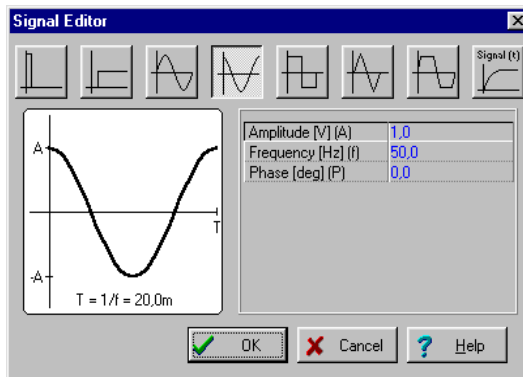 Signal Editor
Signal (t)
A
T
-A
T = 1/f = 20,0m
Amplitude [V] (A) 1,0
Frequency [Hz] (f) 50,0
Phase [deg] (P) 0,0
OK Cancel ? Help